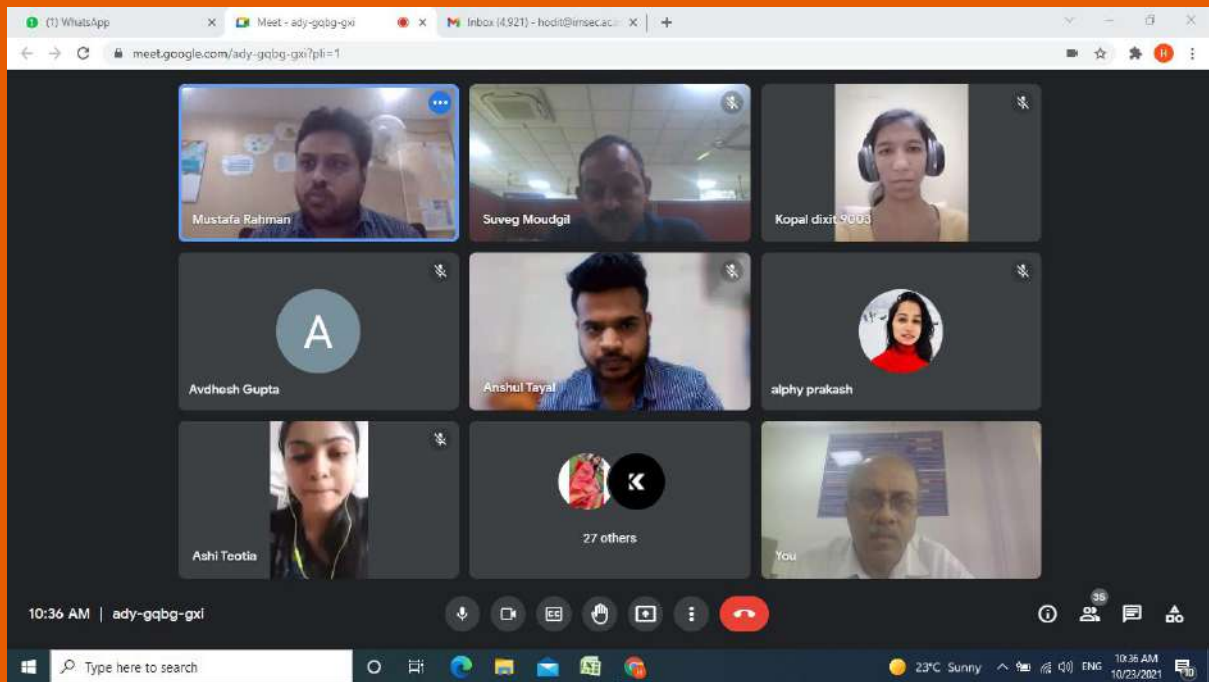 (1) WhatsApp
Meet - ady-gqbg-gxi
Inbox (4,921) - hodit@imsec.ac
meet.google.com/ady-gqbg-gxi?pli=1
H
Mustafa Rahman
Suveg Moudgil
Kopal dixit 9003
A
Avdhesh Gupta
Anshul Tayal
alphy prakash
Ashi Teotia
K
27 others
You
10:36 AM | ady-gqbg-gxi
CC
35
Type here to search
23°C Sunny
ENG
10:36 AM
10/23/2021
10